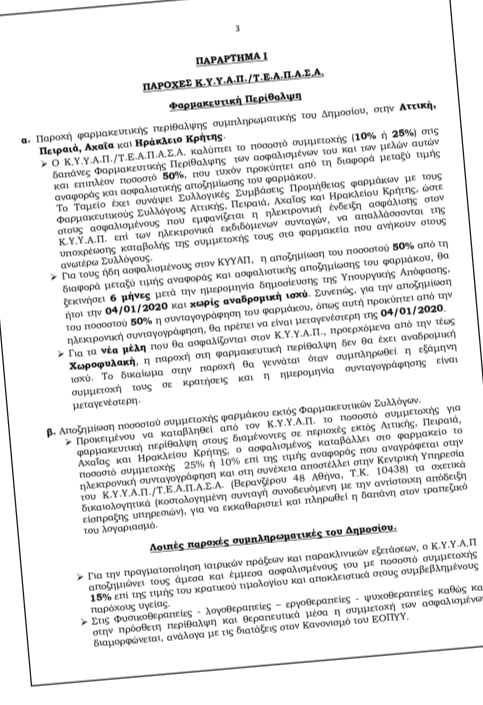 3
ΠΑΡΑΡΤΗΜΑ Ι
ΠΑΡΟΧΕΣ Κ.Υ.Υ.Α.Π./Τ.Ε.Α.Π.Α.Σ.Α.
Φαρμακευτική Περίθαλψη
α. Παροχή φαρμακευτικής περίθαλψης συμπληρωματικής του Δημοσίου, στην Αττική,
Πειραιά, Αχαΐα και Ηράκλειο Κρήτης.
➢ Ο Κ.Υ.Υ.Α.Π./Τ.Ε.Α.Π.Α.Σ.Α. καλύπτει το ποσοστό συμμετοχής (10% ή 25%) στις
δαπάνες Φαρμακευτικής Περίθαλψης των ασφαλισμένων του και των μελών αυτών
και επιπλέον ποσοστό 50%, που τυχόν προκύπτει από τη διαφορά μεταξύ τιμής
αναφοράς και ασφαλιστικής αποζημίωσης του φαρμάκου.
Το Ταμείο έχει συνάψει Συλλογικές Συμβάσεις Προμήθειας φαρμάκων με τους
Φαρμακευτικούς Συλλόγους Αττικής, Πειραιά, Αχαΐας και Ηρακλείου Κρήτης, ώστε
στους ασφαλισμένους που εμφανίζεται η ηλεκτρονική ένδειξη ασφάλισης στον
Κ.Υ.Υ.Α.Π. επί των ηλεκτρονικά εκδιδόμενων συνταγών, να απαλλάσσονται της
υποχρέωσης καταβολής της συμμετοχής τους στα φαρμακεία που ανήκουν στους
ανωτέρω Συλλόγους.
➢ Για τους ήδη ασφαλισμένους στον ΚΥΥΑΠ, η αποζημίωση του ποσοστού 50% από τη
διαφορά μεταξύ τιμής αναφοράς και ασφαλιστικής αποζημίωσης του φαρμάκου, θα
ξεκινήσει 6 μήνες μετά την ημερομηνία δημοσίευσης της Υπουργικής Απόφασης,
ήτοι την 04/01/2020 και χωρίς αναδρομική ισχύ. Συνεπώς, για την αποζημίωση
του ποσοστού 50% η συνταγογράφηση του φαρμάκου, όπως αυτή προκύπτει από την
ηλεκτρονική συνταγογράφηση, θα πρέπει να είναι μεταγενέστερη της 04/01/2020.
➢ Για τα νέα μέλη που θα ασφαλίζονται στον Κ.Υ.Υ.Α.Π., προερχόμενα από την τέως
Χωροφυλακή, η παροχή στη φαρμακευτική περίθαλψη δεν θα έχει αναδρομική
ισχύ. Το δικαίωμα στην παροχή θα γεννάται όταν συμπληρωθεί η εξάμηνη
συμμετοχή τους σε κρατήσεις και η ημερομηνία συνταγογράφησης είναι
μεταγενέστερη.
β. Αποζημίωση ποσοστού συμμετοχής φαρμάκου εκτός Φαρμακευτικών Συλλόγων.
➢ Προκειμένου να καταβληθεί από τον Κ.Υ.Υ.Α.Π. το ποσοστό συμμετοχής για
φαρμακευτική περίθαλψη στους διαμένοντες σε περιοχές εκτός Αττικής, Πειραιά,
Αχαΐας και Ηρακλείου Κρήτης, ο ασφαλισμένος καταβάλλει στο φαρμακείο το
ποσοστό συμμετοχής 25% ή 10% επί της τιμής αναφοράς που αναγράφεται στην
ηλεκτρονική συνταγογράφηση και στη συνέχεια αποστέλλει στην Κεντρική Υπηρεσία
του Κ.Υ.Υ.Α.Π./Τ.Ε.Α.Π.Α.Σ.Α. (Βερανζέρου 48 Αθήνα, Τ.Κ. 10438) τα σχετικά
δικαιολογητικά (κοστολογημένη συνταγή συνοδευόμενη με την αντίστοιχη απόδειξη
είσπραξης υπηρεσιών), για να εκκαθαριστεί και πληρωθεί η δαπάνη στον τραπεζικό
του λογαριασμό.
Λοιπές παροχές συμπληρωματικές του Δημοσίου.
➢ Για την πραγματοποίηση ιατρικών πράξεων και παρακλινικών εξετάσεων, ο Κ.Υ.Υ.Α.Π
αποζημιώνει τους άμεσα και έμμεσα ασφαλισμένους του με ποσοστό συμμετοχής
15% επί της τιμής του κρατικού τιμολογίου και αποκλειστικά στους συμβεβλημένους
παρόχους υγείας.
➢ Στις Φυσικοθεραπείες - λογοθεραπείες – εργοθεραπείες - ψυχοθεραπείες καθώς κα
στην πρόσθετη περίθαλψη και θεραπευτικά μέσα η συμμετοχή των ασφαλισμένω
διαμορφώνεται, ανάλογα με τις διατάξεις στον Κανονισμό του ΕΟΠΥΥ.